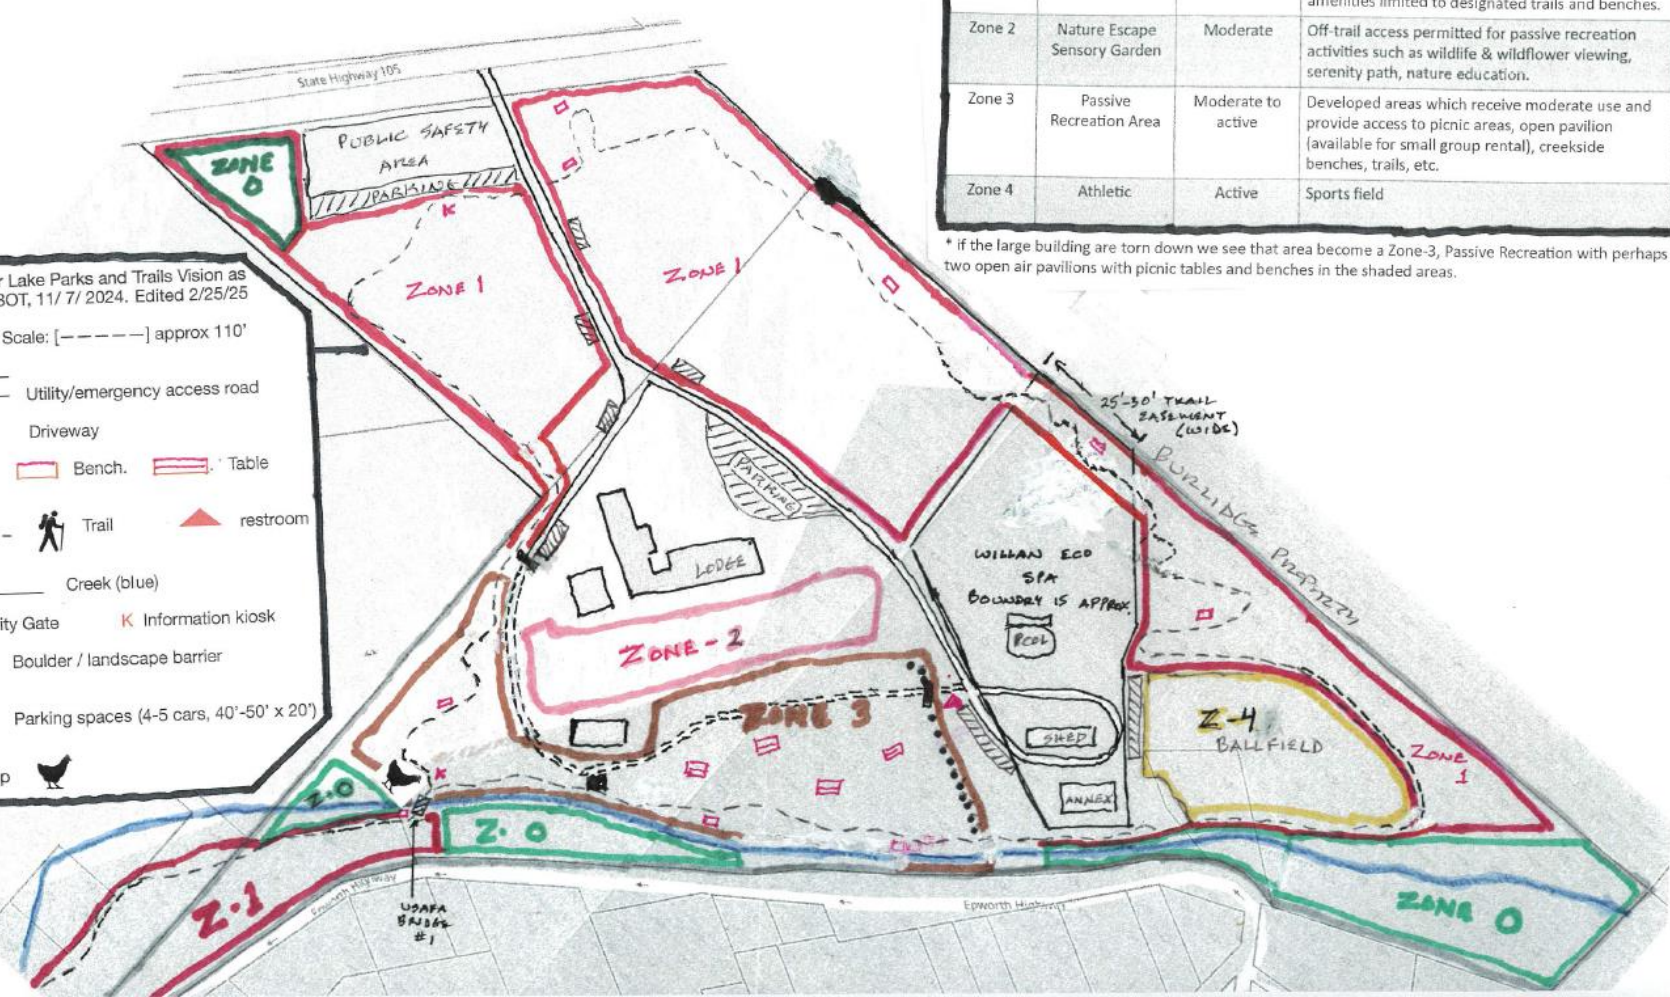 amenities limited to designated trails and benches.
Zone 2 Nature Escape Sensory Garden Moderate Off-trail access permitted for passive recreation
activities such as wildlife & wildflower viewing,
serenity path, nature education.
Zone 3 Passive Recreation Area Moderate to active Developed areas which receive moderate use and
provide access to picnic areas, open pavilion
(available for small group rental), creekside
benches, trails, etc.
Zone 4 Athletic Active Sports field
* if the large building are torn down we see that area become a Zone-3, Passive Recreation with perhaps
two open air pavilions with picnic tables and benches in the shaded areas.
State Highway 105
ZONE
0
PUBLIC SAFETY
AREA
PARKING
K
ZONE 1
ZONE 1
Lake Parks and Trails Vision as
BOT, 11/ 7/ 2024. Edited 2/25/25
Scale: [------] approx 110'
Utility/emergency access road
Driveway
Bench. Table
Trail restroom
Creek (blue)
ity Gate K Information kiosk
Boulder / landscape barrier
Parking spaces (4-5 cars, 40'-50' x 20')
p
25'-30' TRAIL
EASEMENT
(WIDE)
BURLIDGE PROPERTY
PARKING
LODGE
WILLAN ECO
SPA
BOUNDRY IS APPROX.
POOL
ZONE-2
ZONE 3
SHED
ANNEX
Z-4
BALLFIELD
ZONE
1
K
Z-0
Z-0
Z-1
ZONE 0
Epworth Highway
Epworth Highway
USAFA
BRIDGE
#1